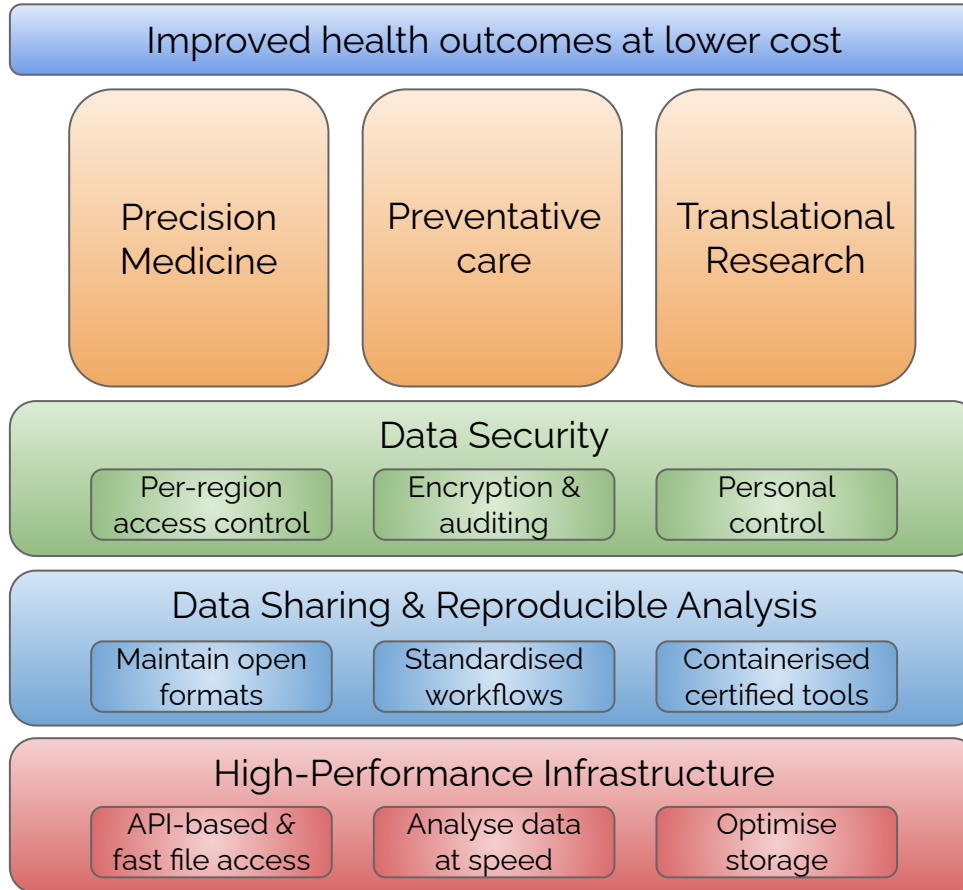 Improved health outcomes at lower cost
Precision
Medicine
Preventative
care
Translational
Research
Data Security
Per-region
access control
Encryption &
auditing
Personal
control
Data Sharing & Reproducible Analysis
Maintain open
formats
Standardised
workflows
Containerised
certified tools
High-Performance Infrastructure
API-based &
fast file access
Analyse data
at speed
Optimise
storage